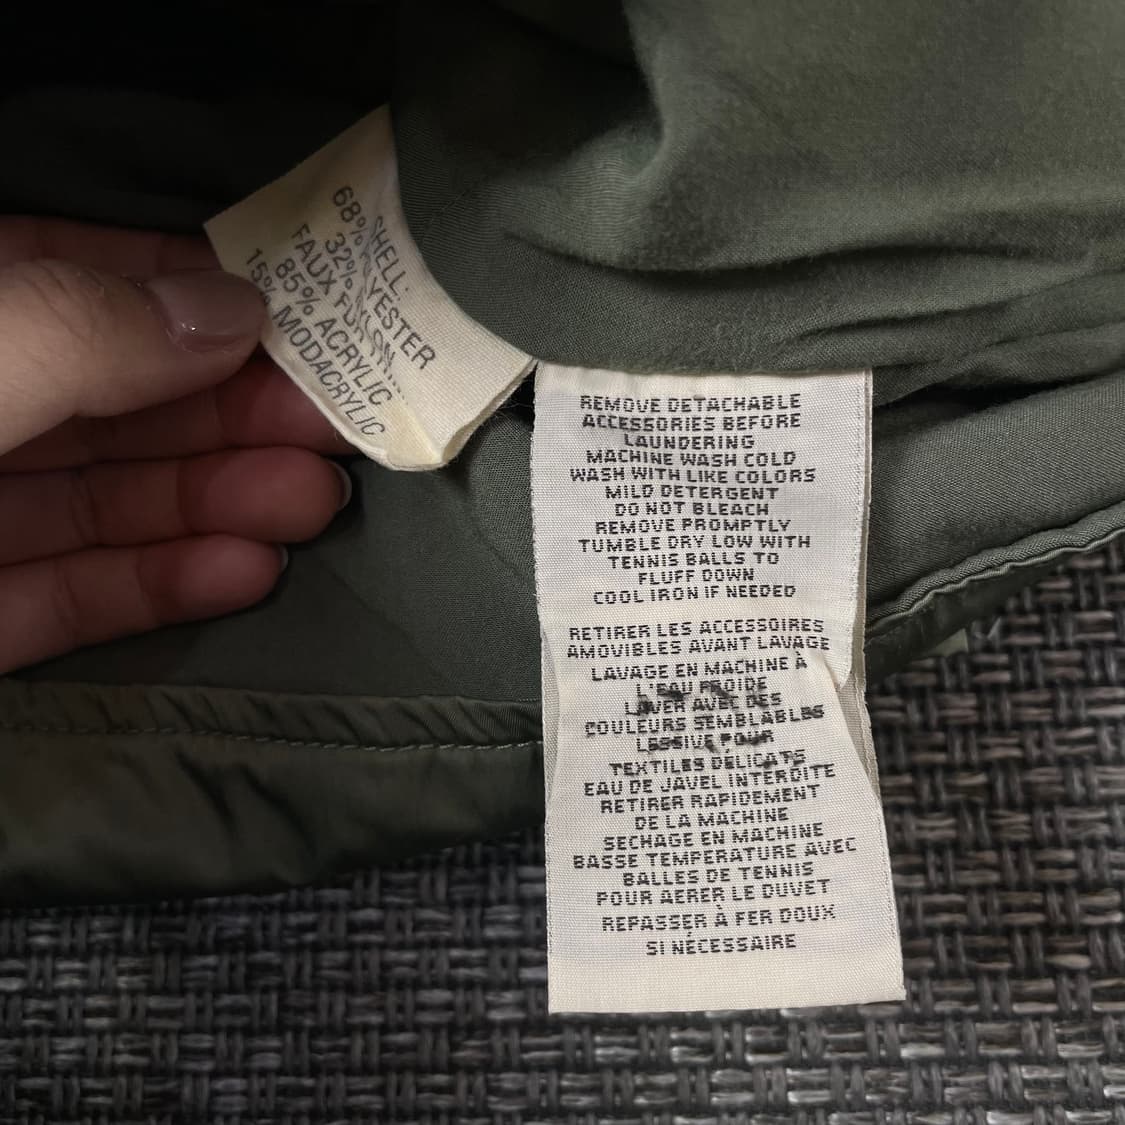 SHELL:
68% POLYESTER
32% NYLON
FAUX FUR
85% ACRYLIC
15% MODACRYLIC
REMOVE DETACHABLE
ACCESSORIES BEFORE
LAUNDERING
MACHINE WASH COLD
WASH WITH LIKE COLORS
MILD DETERGENT
DO NOT BLEACH
REMOVE PROMPTLY
TUMBLE DRY LOW WITH
TENNIS BALLS TO
FLUFF DOWN
COOL IRON IF NEEDED
RETIRER LES ACCESSOIRES
AMOVIBLES AVANT LAVAGE
LAVAGE EN MACHINE À
L'EAU FROIDE
LAVER AVEC DES
COULEURS SEMBLABLES
LESSIVE POUR
TEXTILES DELICATS
EAU DE JAVEL INTERDITE
RETIRER RAPIDEMENT
DE LA MACHINE
SECHAGE EN MACHINE
BASSE TEMPERATURE AVEC
BALLES DE TENNIS
POUR AERER LE DUVET
REPASSER À FER DOUX
SI NÉCESSAIRE